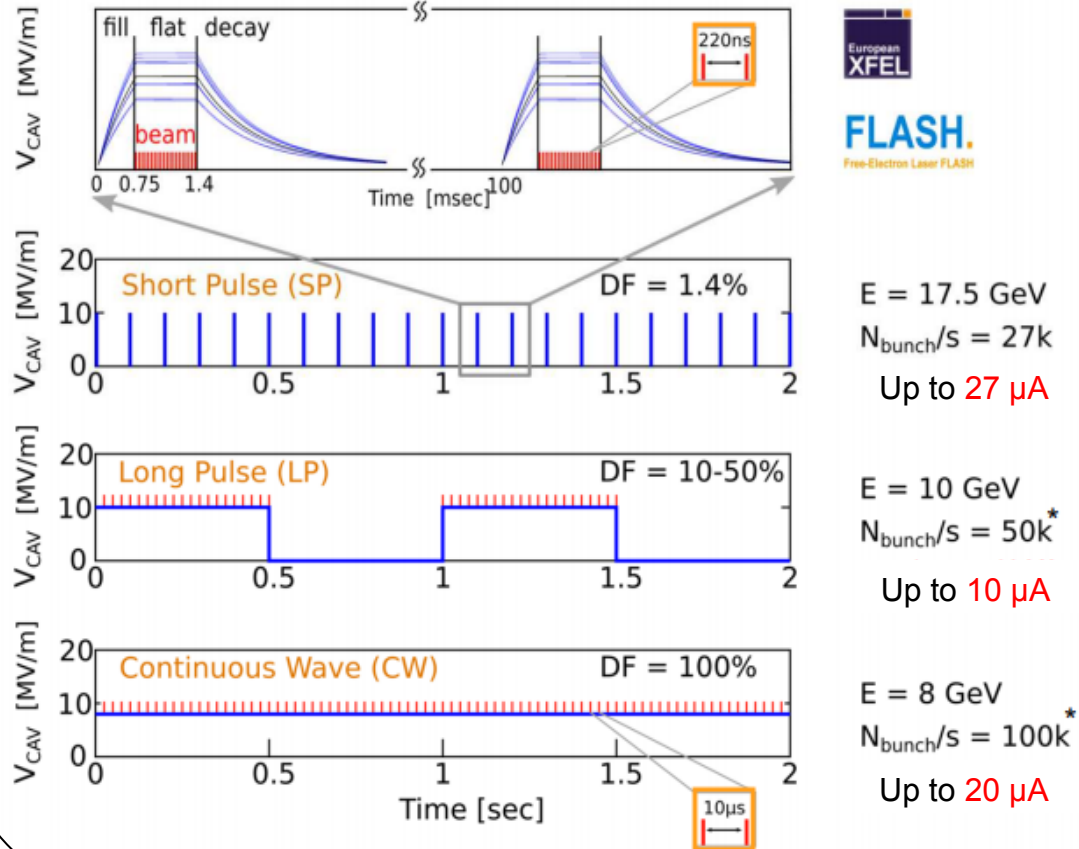 V_CAV [MV/m]
fill flat decay
220ns
beam
0 0.75 1.4 100
Time [msec]
European
XFEL
FLASH.
Free-Electron Laser FLASH
V_CAV [MV/m]
20
10
0
Short Pulse (SP)
DF = 1.4%
0 0.5 1 1.5 2
E = 17.5 GeV
N_bunch/s = 27k
Up to 27 µA
V_CAV [MV/m]
20
10
0
Long Pulse (LP)
DF = 10-50%
0 0.5 1 1.5 2
E = 10 GeV
N_bunch/s = 50k*
Up to 10 µA
V_CAV [MV/m]
20
10
0
Continuous Wave (CW)
DF = 100%
0 0.5 1 1.5 2
Time [sec]
10µs
E = 8 GeV
N_bunch/s = 100k*
Up to 20 µA